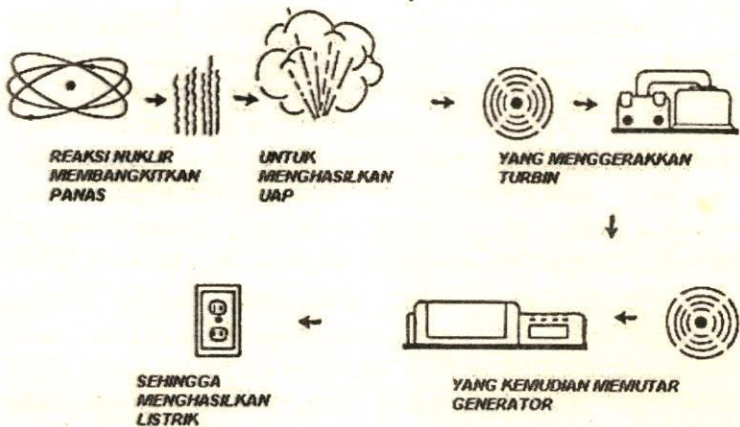 REAKSI NUKLIR
MEMBANGKITKAN
PANAS
UNTUK
MENGHASILKAN
UAP
YANG MENGGERAKKAN
TURBIN
SEHINGGA
MENGHASILKAN
LISTRIK
YANG KEMUDIAN MEMUTAR
GENERATOR